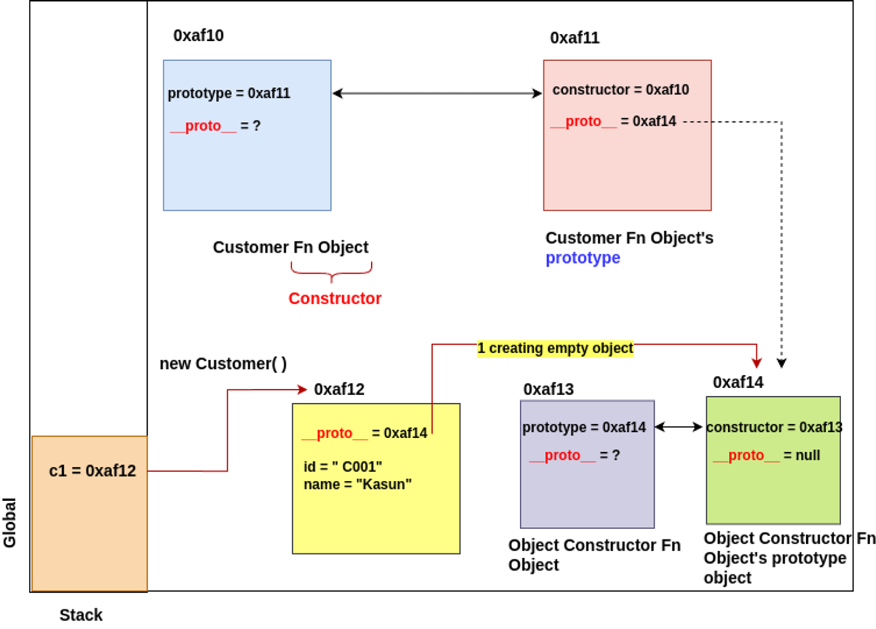 0xaf10
0xaf11
prototype = 0xaf11
__proto__ = ?
constructor = 0xaf10
__proto__ = 0xaf14
Customer Fn Object
Constructor
Customer Fn Object's
prototype
new Customer( )
1 creating empty object
0xaf12
0xaf13
0xaf14
__proto__ = 0xaf14
id = " C001"
name = "Kasun"
prototype = 0xaf14
__proto__ = ?
constructor = 0xaf13
__proto__ = null
c1 = 0xaf12
Object Constructor Fn
Object
Object Constructor Fn
Object's prototype
object
Global
Stack